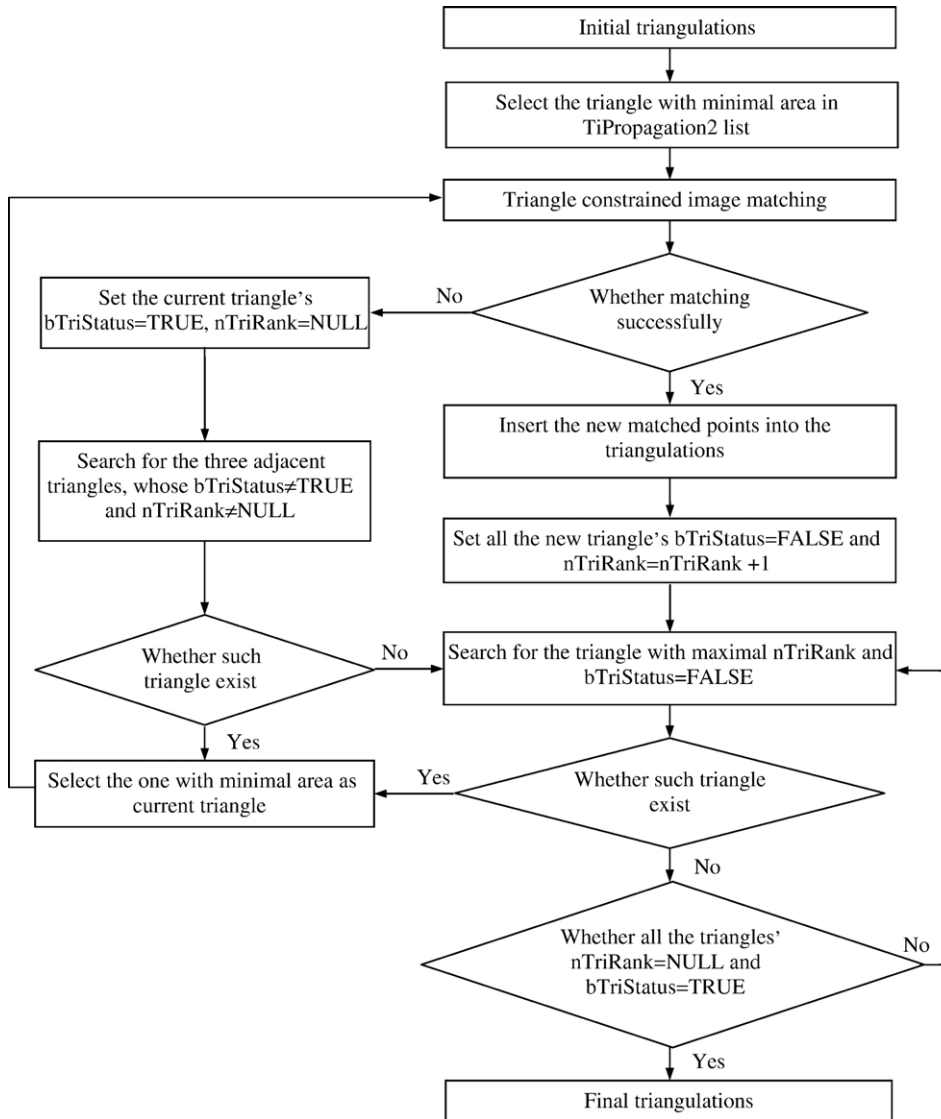 Initial triangulations
Select the triangle with minimal area in
TiPropagation2 list
Triangle constrained image matching
Whether matching
successfully
No
Set the current triangle's
bTriStatus=TRUE, nTriRank=NULL
Yes
Insert the new matched points into the
triangulations
Search for the three adjacent
triangles, whose bTriStatus≠TRUE
and nTriRank≠NULL
Set all the new triangle's bTriStatus=FALSE and
nTriRank=nTriRank +1
Whether such
triangle exist
No
Search for the triangle with maximal nTriRank and
bTriStatus=FALSE
Yes
Select the one with minimal area as
current triangle
Yes
Whether such triangle
exist
No
Whether all the triangles'
nTriRank=NULL and
bTriStatus=TRUE
No
Yes
Final triangulations